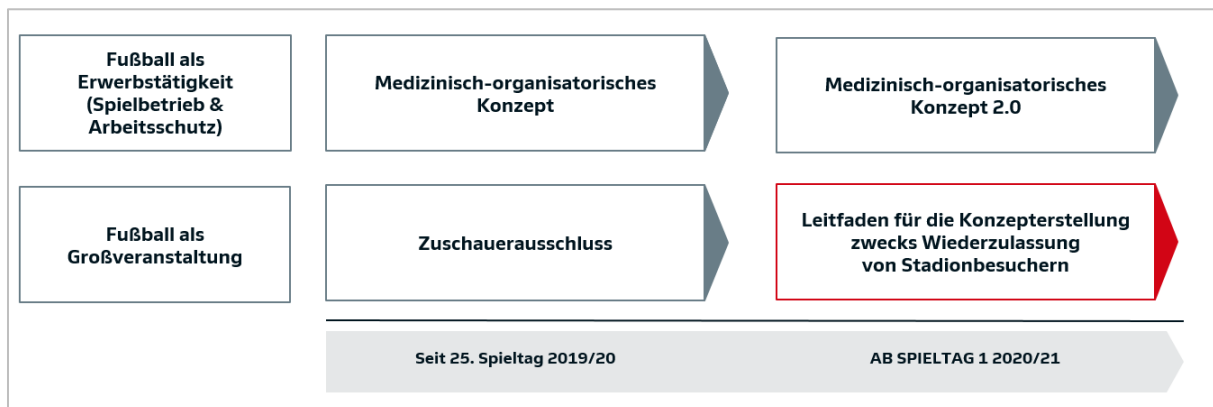 Fußball als
Erwerbstätigkeit
(Spielbetrieb &
Arbeitsschutz)
Medizinisch-organisatorisches
Konzept
Medizinisch-organisatorisches
Konzept 2.0
Fußball als
Großveranstaltung
Zuschauerausschluss
Leitfaden für die Konzepterstellung
zwecks Wiederzulassung
von Stadionbesuchern
Seit 25. Spieltag 2019/20
AB SPIELTAG 1 2020/21